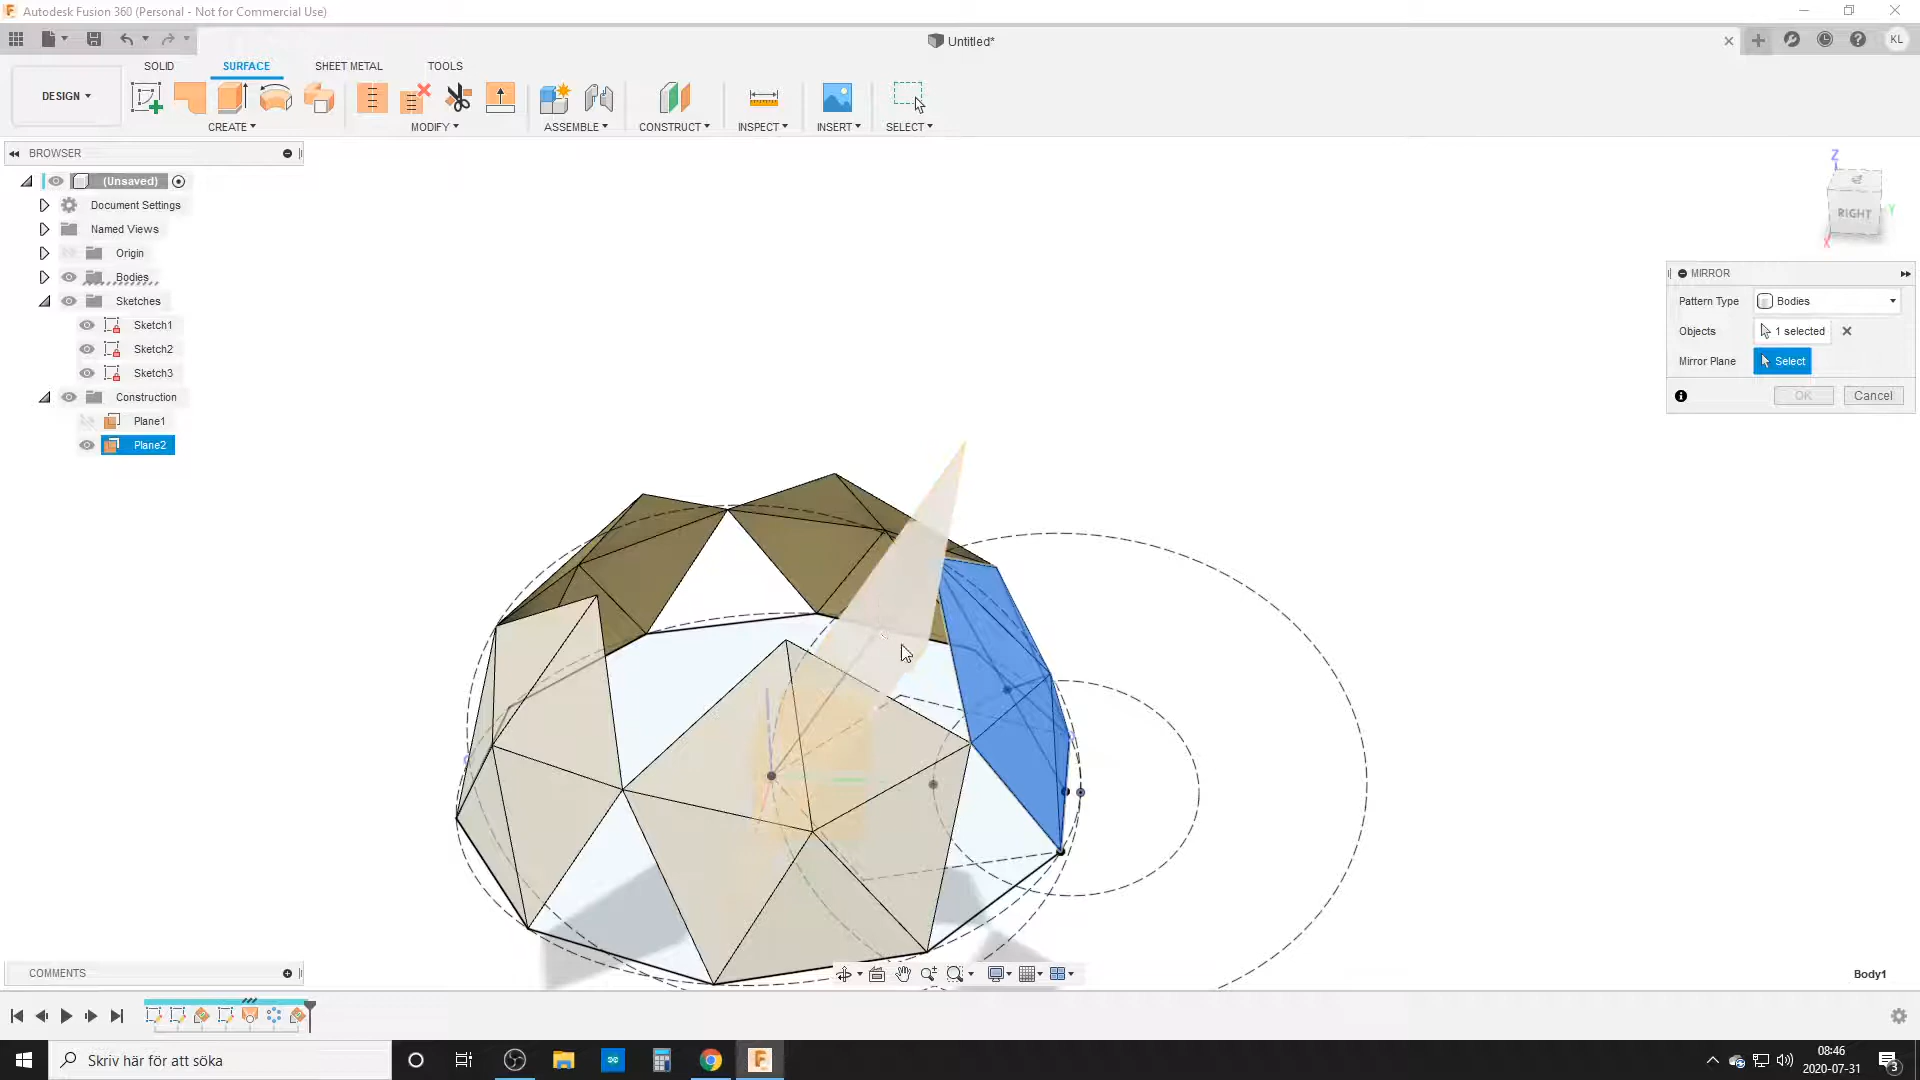 Autodesk Fusion 360 (Personal - Not for Commercial Use)
Untitled*
KL
SOLID
SURFACE
SHEET METAL
TOOLS
DESIGN
CREATE
MODIFY
ASSEMBLE
CONSTRUCT
INSPECT
INSERT
SELECT
BROWSER
(Unsaved)
Document Settings
Named Views
Origin
Bodies
Sketches
Sketch1
Sketch2
Sketch3
Construction
Plane1
Plane2
Z
RIGHT
Y
X
MIRROR
Pattern Type
Bodies
Objects
1 selected
Mirror Plane
Select
OK
Cancel
COMMENTS
Body1
Skriv här för att söka
F
08:46
2020-07-31
3